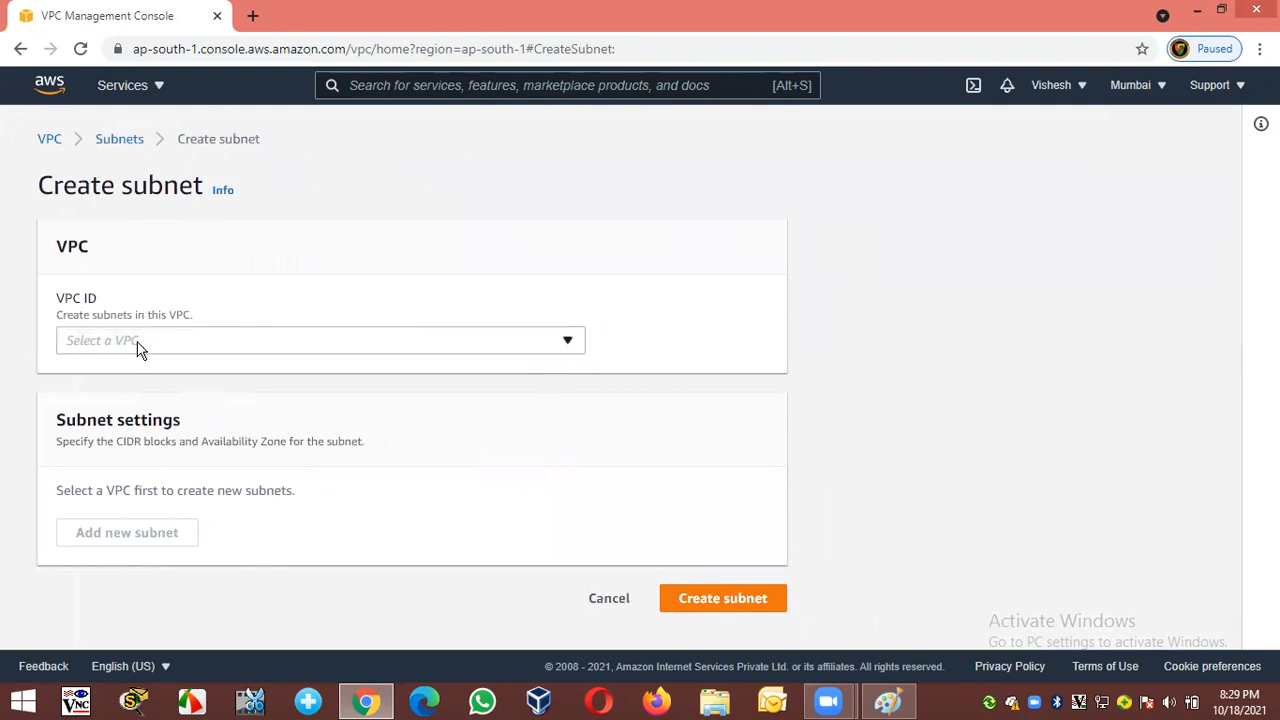 VPC Management Console
ap-south-1.console.aws.amazon.com/vpc/home?region=ap-south-1#CreateSubnet:
Paused
aws
Services
Search for services, features, marketplace products, and docs [Alt+S]
Vishesh
Mumbai
Support
VPC
Subnets
Create subnet
Create subnet
Info
VPC
VPC ID
Create subnets in this VPC.
Select a VPC
Subnet settings
Specify the CIDR blocks and Availability Zone for the subnet.
Select a VPC first to create new subnets.
Add new subnet
Cancel
Create subnet
Activate Windows
Go to PC settings to activate Windows.
Feedback
English (US)
© 2008 - 2021, Amazon Internet Services Private Ltd. or its affiliates. All rights reserved.
Privacy Policy
Terms of Use
Cookie preferences
VNC
8:29 PM
10/18/2021